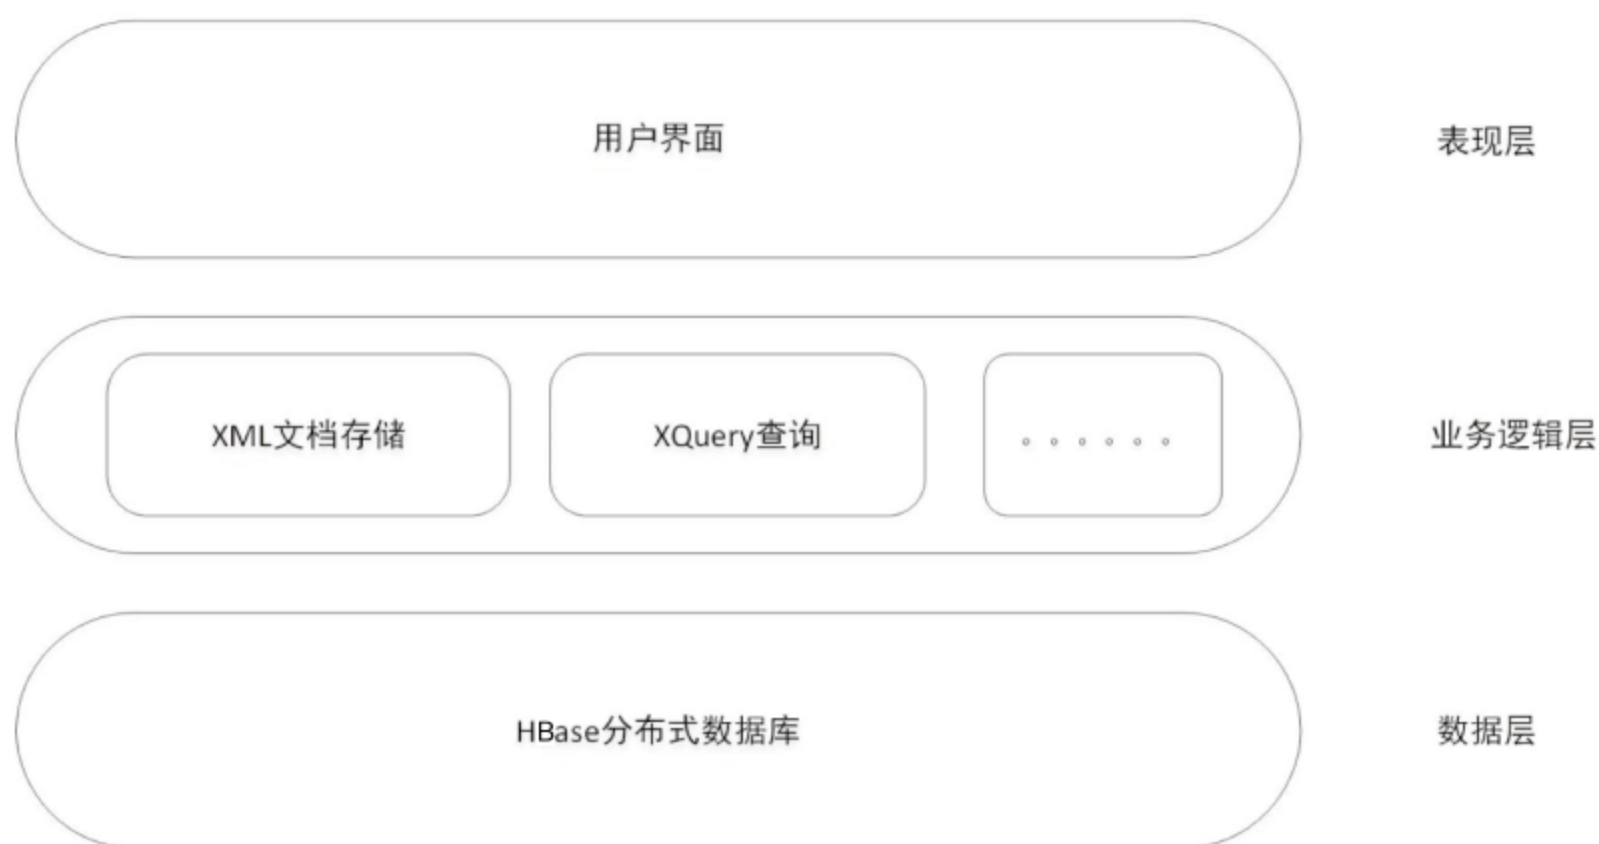 用户界面
表现层
XML文档存储
XQuery查询
。。。。。。
业务逻辑层
HBase分布式数据库
数据层